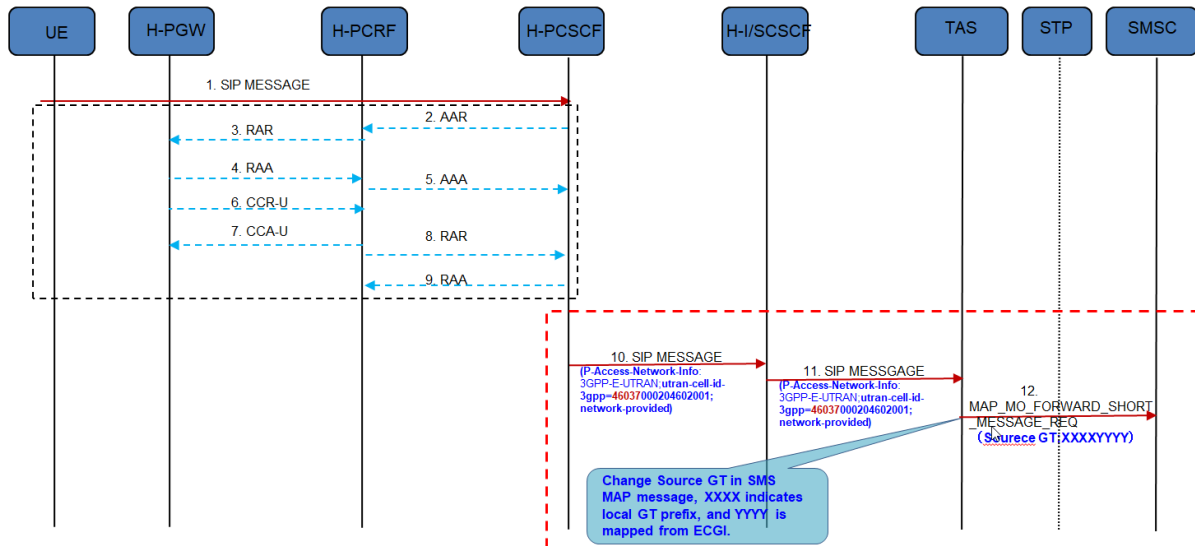 UE
H-PGW
H-PCRF
H-PCSCF
H-I/SCSCF
TAS
STP
SMSC
1. SIP MESSAGE
2. AAR
3. RAR
4. RAA
5. AAA
6. CCR-U
7. CCA-U
8. RAR
9. RAA
10. SIP MESSAGE
(P-Access-Network-Info:
3GPP-E-UTRAN;utran-cell-id-
3gpp=46037000204602001;
network-provided)
11. SIP MESSGAGE
(P-Access-Network-Info:
3GPP-E-UTRAN;utran-cell-id-
3gpp=46037000204602001;
network-provided)
12.
MAP_MO_FORWARD_SHORT
_MESSAGE_REQ
(Sourece GT:XXXXYYYY)
Change Source GT in SMS
MAP message, XXXX indicates
local GT prefix, and YYYY is
mapped from ECGI.